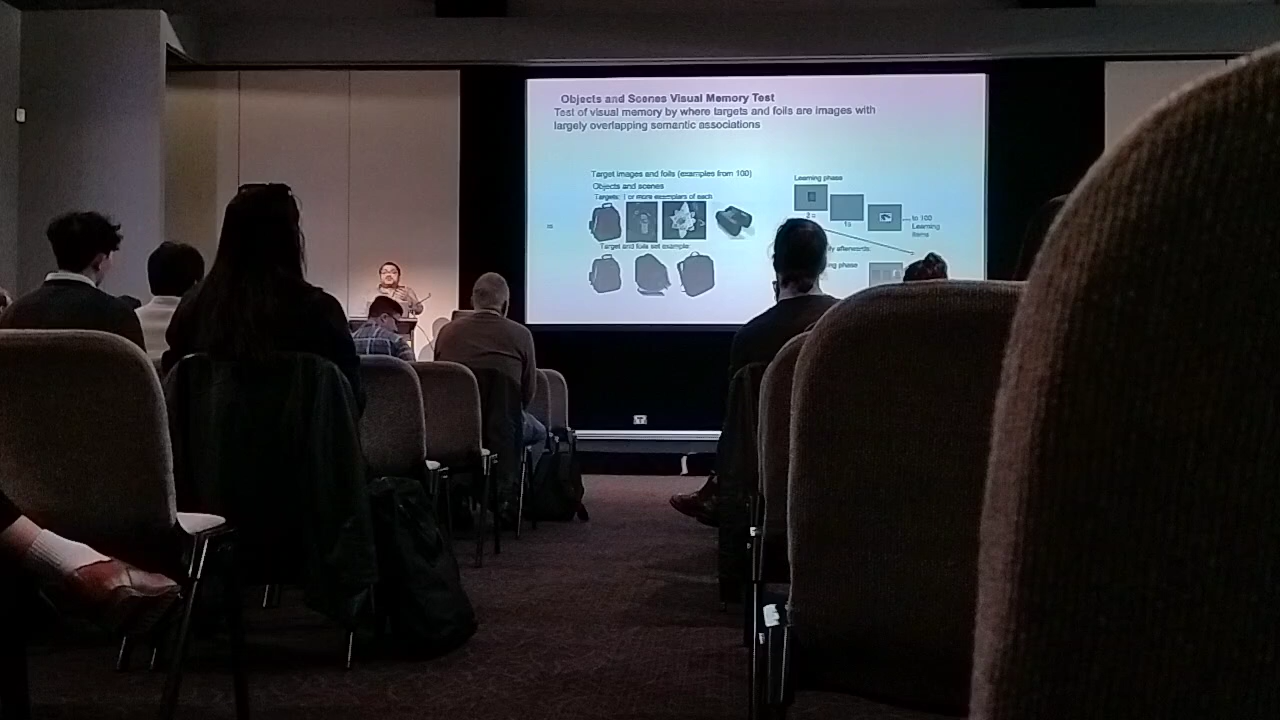 Objects and Scenes Visual Memory Test
Test of visual memory by where targets and foils are images with
largely overlapping semantic associations
Target images and foils (examples from 100)
Objects and scenes
Targets: 1 or more exemplars of each
Target and foils set example:
Learning phase
2 s
1s
.... to 100
Learning
items
afterwards:
phase